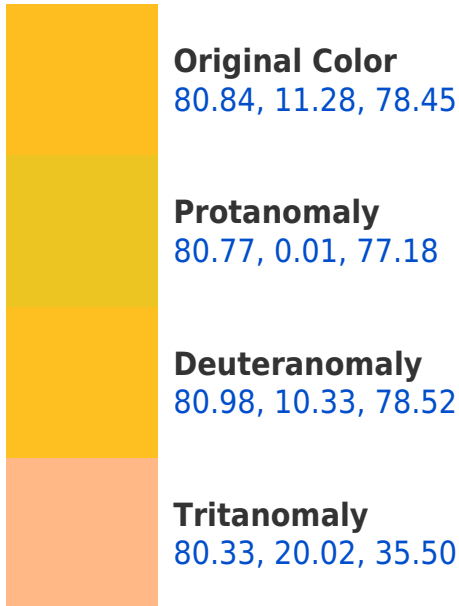 Original Color
80.84, 11.28, 78.45
Protanomaly
80.77, 0.01, 77.18
Deuteranomaly
80.98, 10.33, 78.52
Tritanomaly
80.33, 20.02, 35.50